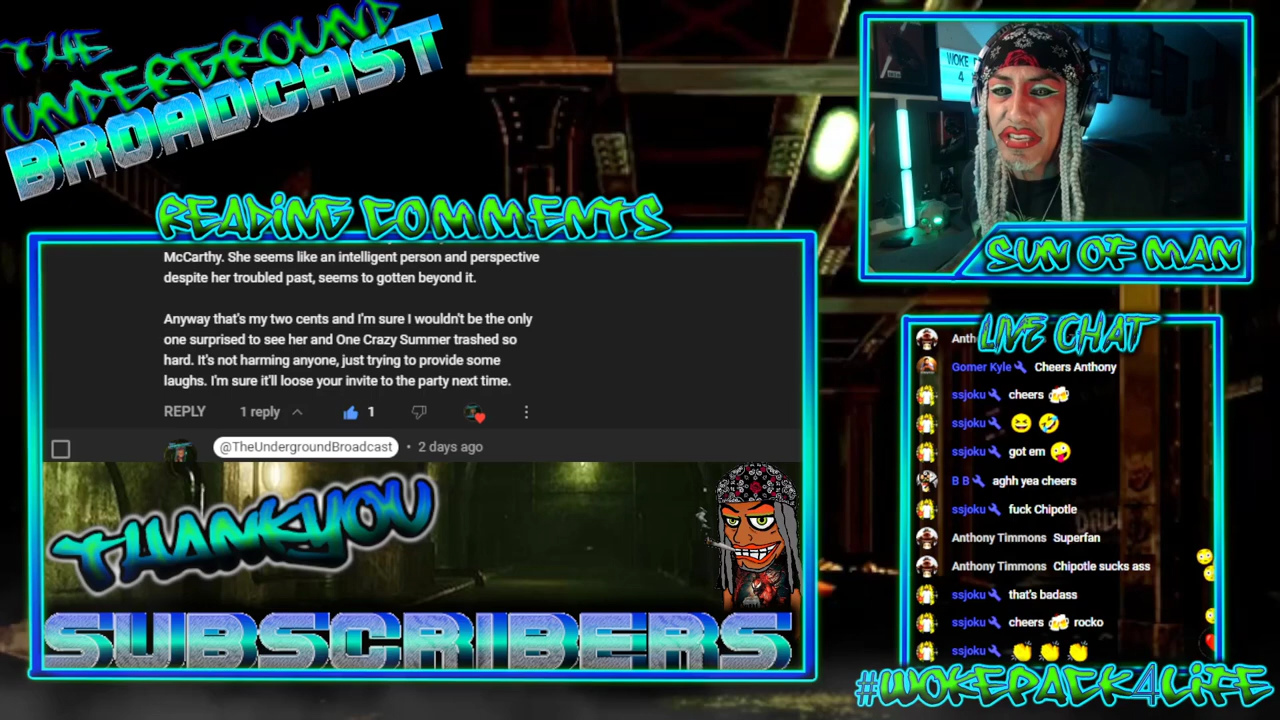 THE
UNDERGROUND
BROADCAST
READING COMMENTS
McCarthy. She seems like an intelligent person and perspective
despite her troubled past, seems to gotten beyond it.
Anyway that's my two cents and I'm sure I wouldn't be the only
one surprised to see her and One Crazy Summer trashed so
hard. It's not harming anyone, just trying to provide some
laughs. I'm sure it'll loose your invite to the party next time.
REPLY 1 reply 1
@TheUndergroundBroadcast • 2 days ago
THANKYOU
SUBSCRIBERS
WOKE
4
SUN OF MAN
LIVE CHAT
Anth
Gomer Kyle Cheers Anthony
ssjoku cheers 🍻
ssjoku 😆 🤣
ssjoku got em 🤪
B B aghh yea cheers
ssjoku fuck Chipotle
Anthony Timmons Superfan
Anthony Timmons Chipotle sucks ass
ssjoku that's badass
ssjoku cheers 🍻 rocko
ssjoku 👏 👏 👏
#WOKEPACK4LIFE